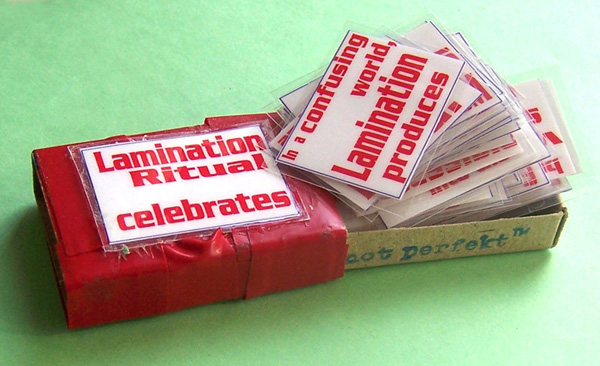 Lamination
Ritual
celebrates
in a confusing
world,
Lamination
produces
not perfekt™